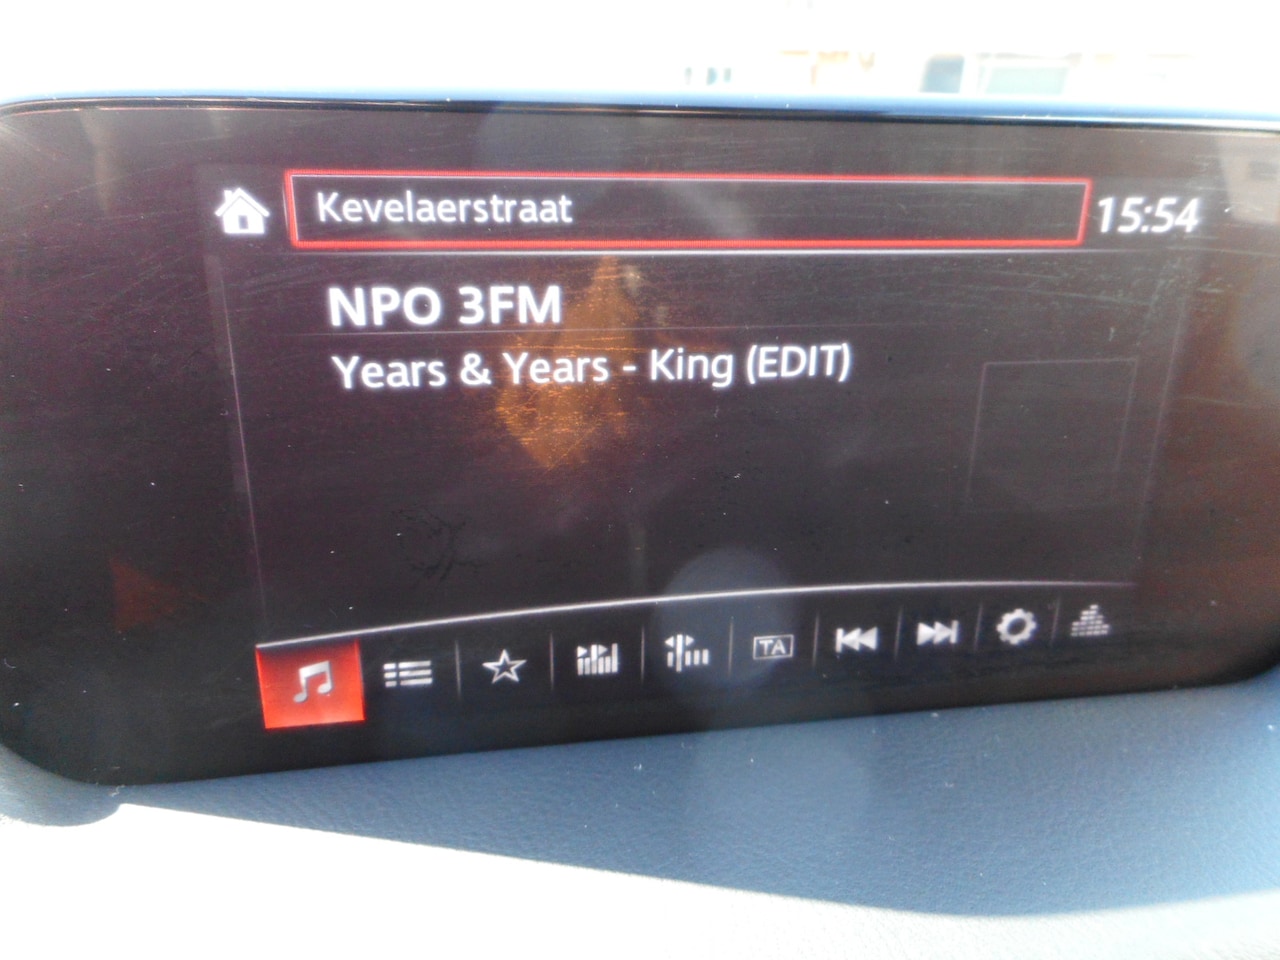 Kevelaerstraat
15:54
NPO 3FM
Years & Years - King (EDIT)
TA